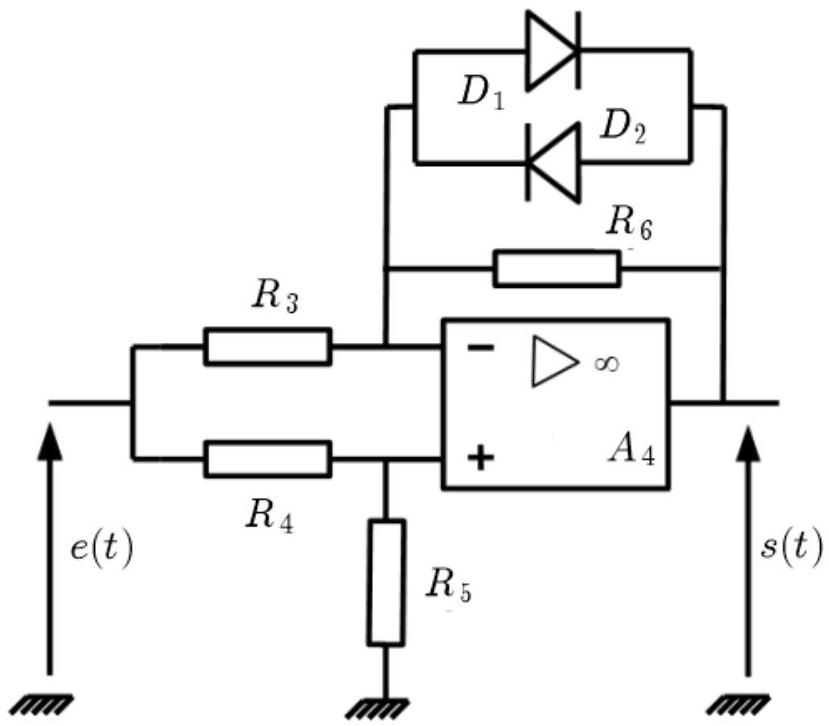 D₁
D₂
R₆
R₃
− ▷ ∞
+ A₄
R₄
e(t)
R₅
s(t)